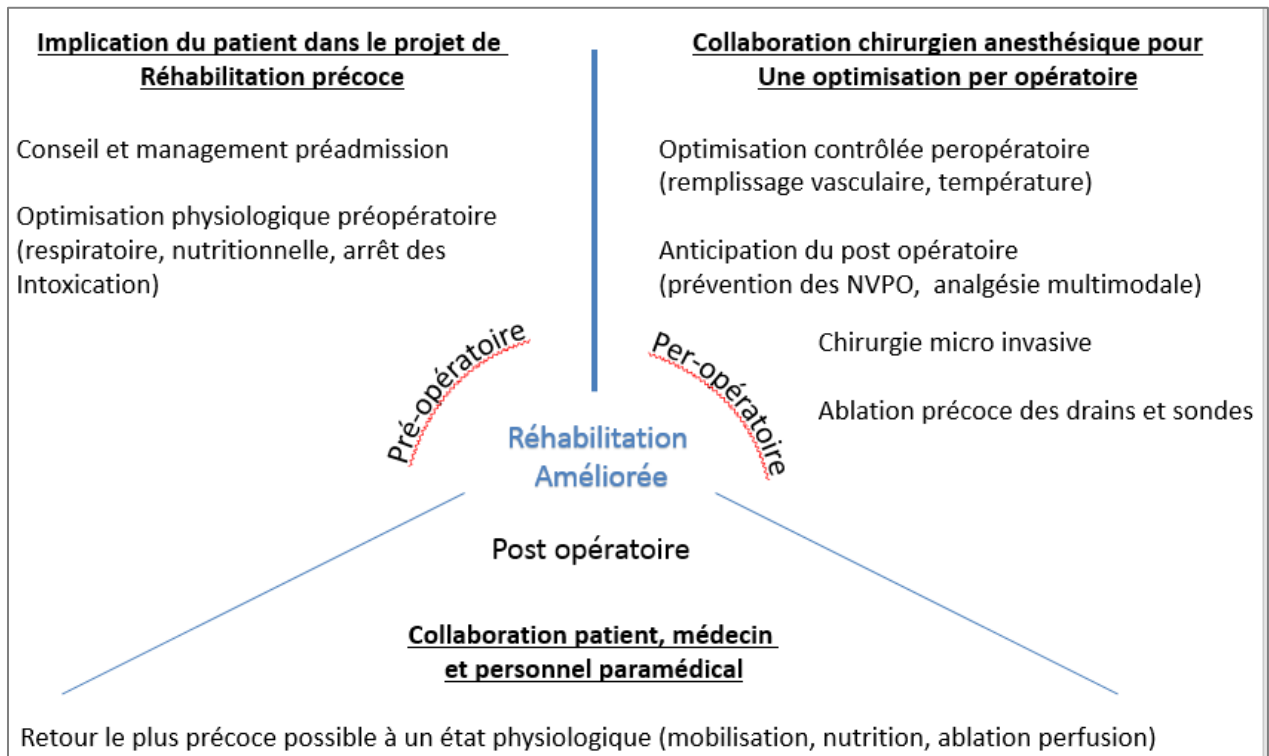 Implication du patient dans le projet de
Réhabilitation précoce
Conseil et management préadmission
Optimisation physiologique préopératoire
(respiratoire, nutritionnelle, arrêt des
Intoxication)
Collaboration chirurgien anesthésique pour
Une optimisation per opératoire
Optimisation contrôlée peropératoire
(remplissage vasculaire, température)
Anticipation du post opératoire
(prévention des NVPO, analgésie multimodale)
Chirurgie micro invasive
Ablation précoce des drains et sondes
Pré-opératoire
Per-opératoire
Réhabilitation
Améliorée
Post opératoire
Collaboration patient, médecin
et personnel paramédical
Retour le plus précoce possible à un état physiologique (mobilisation, nutrition, ablation perfusion)